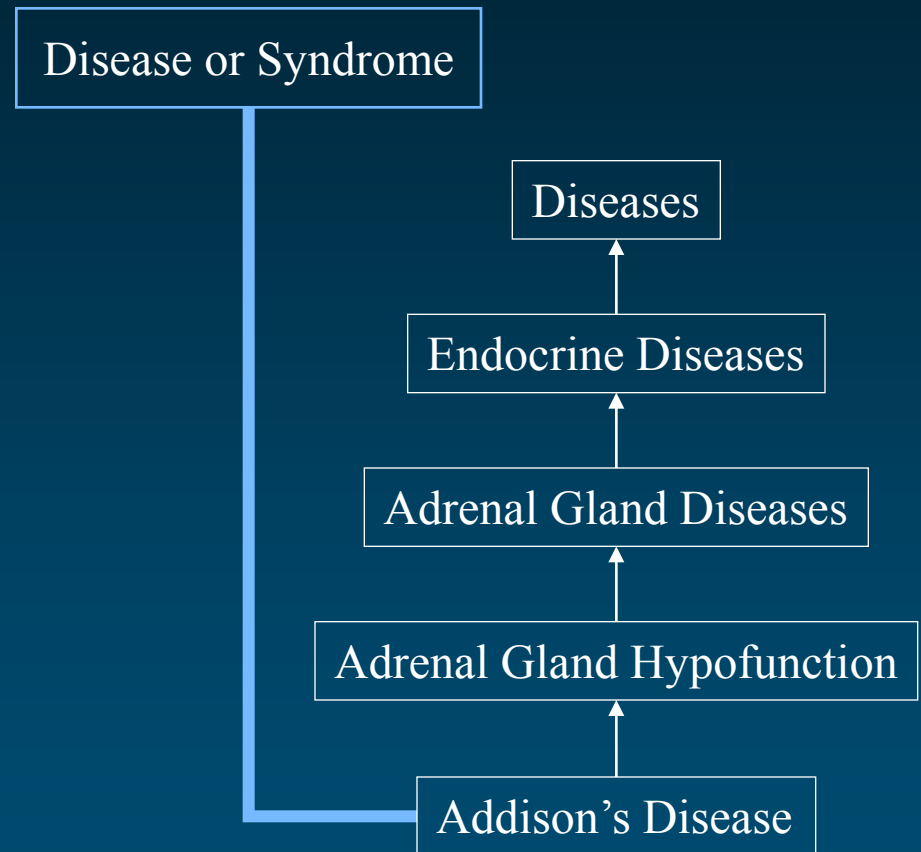 Disease or Syndrome
Diseases
Endocrine Diseases
Adrenal Gland Diseases
Adrenal Gland Hypofunction
Addison’s Disease